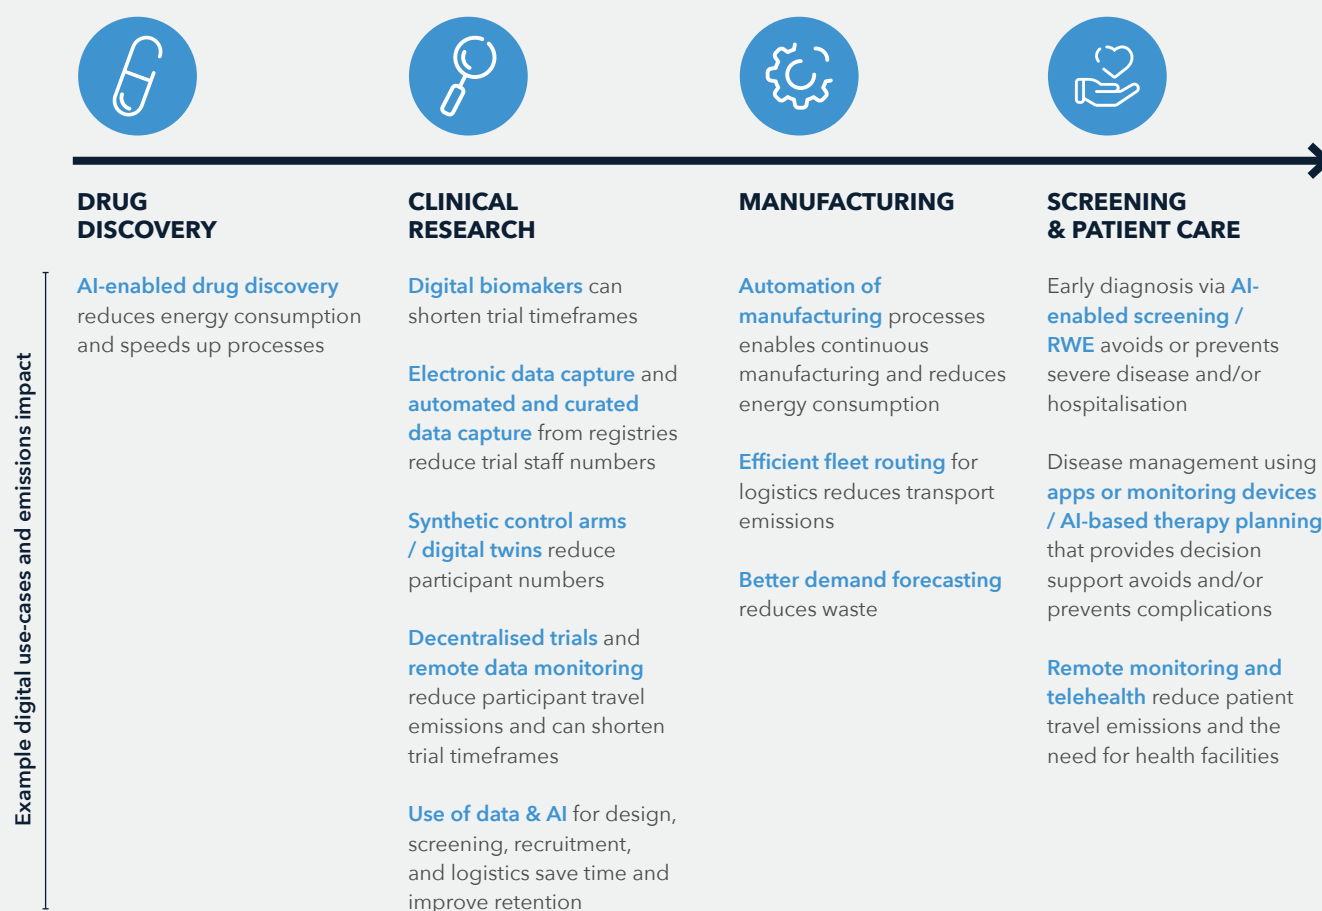 DRUG
DISCOVERY
AI-enabled drug discovery
reduces energy consumption
and speeds up processes
CLINICAL
RESEARCH
Digital biomakers can
shorten trial timeframes
Electronic data capture and
automated and curated
data capture from registries
reduce trial staff numbers
Synthetic control arms
/ digital twins reduce
participant numbers
Decentralised trials and
remote data monitoring
reduce participant travel
emissions and can shorten
trial timeframes
Use of data & AI for design,
screening, recruitment,
and logistics save time and
improve retention
MANUFACTURING
Automation of
manufacturing processes
enables continuous
manufacturing and reduces
energy consumption
Efficient fleet routing for
logistics reduces transport
emissions
Better demand forecasting
reduces waste
SCREENING
& PATIENT CARE
Early diagnosis via AI-
enabled screening /
RWE avoids or prevents
severe disease and/or
hospitalisation
Disease management using
apps or monitoring devices
/ AI-based therapy planning
that provides decision
support avoids and/or
prevents complications
Remote monitoring and
telehealth reduce patient
travel emissions and the
need for health facilities
Example digital use-cases and emissions impact